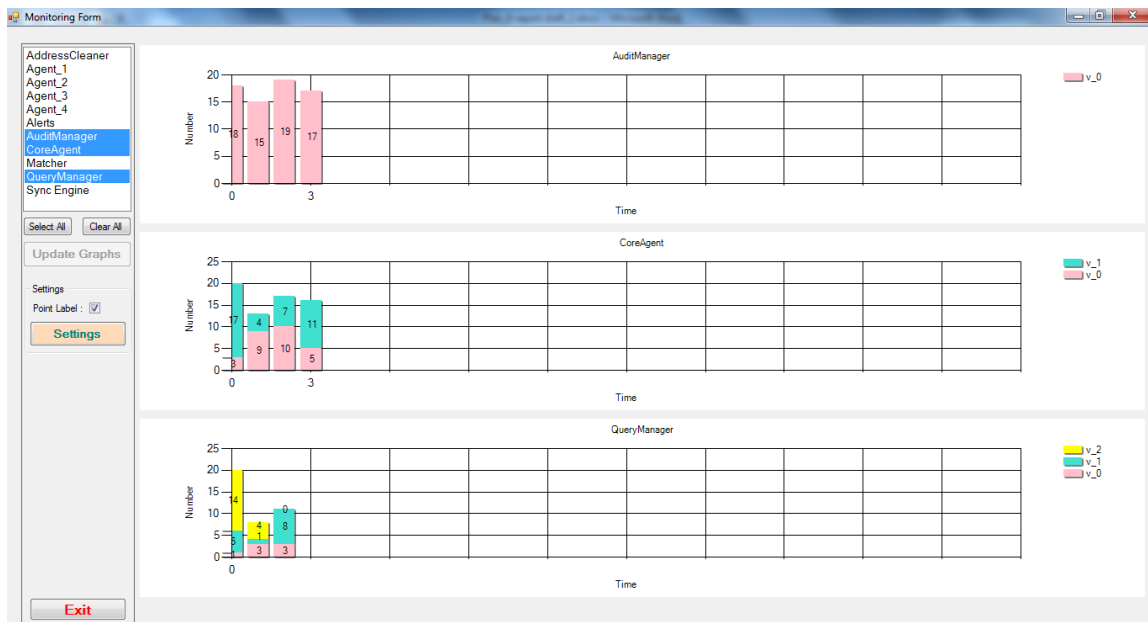 Monitoring Form
AddressCleaner
Agent_1
Agent_2
Agent_3
Agent_4
Alerts
AuditManager
CoreAgent
Matcher
QueryManager
Sync Engine
Select All Clear All
Update Graphs
Settings
Point Label :
Settings
Exit
AuditManager
v_0
Number
20
15
10
5
0
18 15 19 17
0 3
Time
CoreAgent
v_1
v_0
Number
25
20
15
10
5
0
17 4 7 11
3 9 10 5
0 3
Time
QueryManager
v_2
v_1
v_0
Number
25
20
15
10
5
0
14 4 0
5 1 8
1 3 3
0
Time